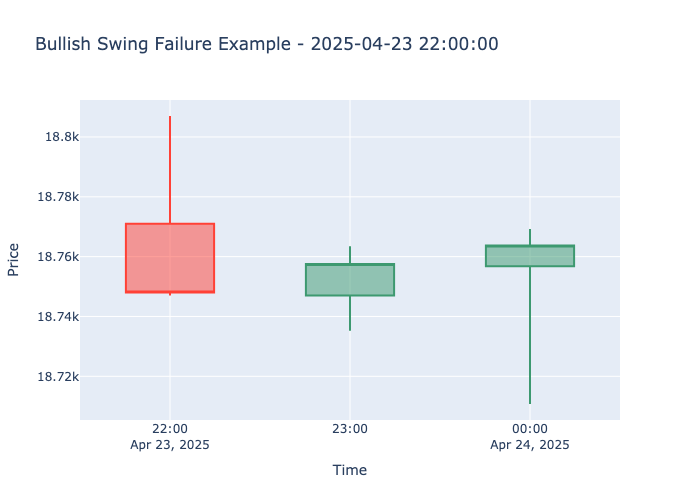 Bullish Swing Failure Example - 2025-04-23 22:00:00
Price
18.8k
18.78k
18.76k
18.74k
18.72k
22:00
Apr 23, 2025
23:00
00:00
Apr 24, 2025
Time